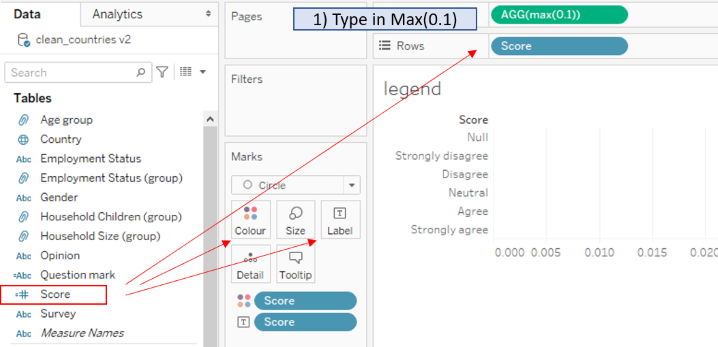 Data
Analytics
clean_countries v2
Search
Tables
Age group
Country
Abc Employment Status
Employment Status (group)
Abc Gender
Household Children (group)
Household Size (group)
Abc Opinion
=Abc Question mark
=# Score
Abc Survey
Abc Measure Names
Pages
Filters
Marks
Circle
Colour
Size
T
Label
Detail
Tooltip
Score
T Score
1) Type in Max(0.1)
AGG(max(0.1))
Rows
Score
legend
Score
Null
Strongly disagree
Disagree
Neutral
Agree
Strongly agree
0.000 0.005 0.010 0.015 0.020